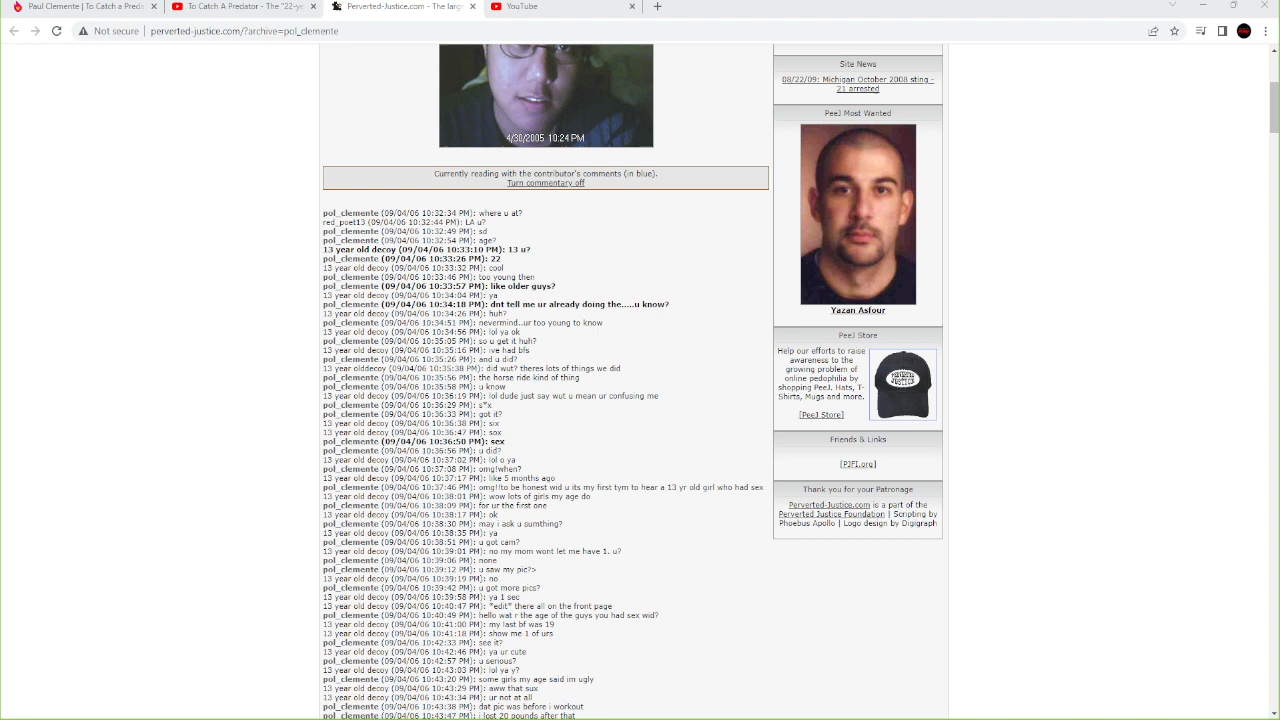 Paul Clemente | To Catch a Preda
To Catch A Predator - The "22-ye
Perverted-Justice.com - The larg
YouTube
Not secure
perverted-justice.com/?archive=pol_clemente
4/30/2005 10:24 PM
Currently reading with the contributor's comments (in blue).
Turn commentary off
pol_clemente (09/04/06 10:32:34 PM): where u at?
red_poet13 (09/04/06 10:32:44 PM): LA u?
pol_clemente (09/04/06 10:32:49 PM): sd
pol_clemente (09/04/06 10:32:54 PM): age?
13 year old decoy (09/04/06 10:33:10 PM): 13 u?
pol_clemente (09/04/06 10:33:26 PM): 22
13 year old decoy (09/04/06 10:33:32 PM): cool
pol_clemente (09/04/06 10:33:46 PM): too young then
pol_clemente (09/04/06 10:33:57 PM): like older guys?
13 year old decoy (09/04/06 10:34:04 PM): ya
pol_clemente (09/04/06 10:34:18 PM): dnt tell me ur already doing the.....u know?
13 year old decoy (09/04/06 10:34:26 PM): huh?
pol_clemente (09/04/06 10:34:51 PM): nevermind..ur too young to know
13 year old decoy (09/04/06 10:34:56 PM): lol ya ok
pol_clemente (09/04/06 10:35:05 PM): so u get it huh?
13 year old decoy (09/04/06 10:35:16 PM): ive had bfs
pol_clemente (09/04/06 10:35:26 PM): and u did?
13 year olddecoy (09/04/06 10:35:38 PM): did wut? theres lots of things we did
pol_clemente (09/04/06 10:35:56 PM): the horse ride kind of thing
pol_clemente (09/04/06 10:35:58 PM): u know
13 year old decoy (09/04/06 10:36:19 PM): lol dude just say wut u mean ur confusing me
pol_clemente (09/04/06 10:36:29 PM): s*x
pol_clemente (09/04/06 10:36:33 PM): got it?
13 year old decoy (09/04/06 10:36:38 PM): six
13 year old decoy (09/04/06 10:36:47 PM): sox
pol_clemente (09/04/06 10:36:50 PM): sex
pol_clemente (09/04/06 10:36:56 PM): u did?
13 year old decoy (09/04/06 10:37:02 PM): lol o ya
pol_clemente (09/04/06 10:37:08 PM): omg!when?
13 year old decoy (09/04/06 10:37:17 PM): like 5 months ago
pol_clemente (09/04/06 10:37:46 PM): omg!!to be honest wid u its my first tym to hear a 13 yr old girl who had sex
13 year old decoy (09/04/06 10:38:01 PM): wow lots of girls my age do
pol_clemente (09/04/06 10:38:09 PM): for ur the first one
13 year old decoy (09/04/06 10:38:17 PM): ok
pol_clemente (09/04/06 10:38:30 PM): may i ask u sumthing?
13 year old decoy (09/04/06 10:38:35 PM): ya
pol_clemente (09/04/06 10:38:51 PM): u got cam?
13 year old decoy (09/04/06 10:39:01 PM): no my mom wont let me have 1. u?
pol_clemente (09/04/06 10:39:06 PM): none
pol_clemente (09/04/06 10:39:12 PM): u saw my pic?>
13 year old decoy (09/04/06 10:39:19 PM): no
pol_clemente (09/04/06 10:39:42 PM): u got more pics?
13 year old decoy (09/04/06 10:39:58 PM): ya 1 sec
13 year old decoy (09/04/06 10:40:47 PM): *edit* there all on the front page
pol_clemente (09/04/06 10:40:49 PM): hello wat r the age of the guys you had sex wid?
13 year old decoy (09/04/06 10:41:00 PM): my last bf was 19
13 year old decoy (09/04/06 10:41:18 PM): show me 1 of urs
pol_clemente (09/04/06 10:42:33 PM): see it?
13 year old decoy (09/04/06 10:42:46 PM): ya ur cute
pol_clemente (09/04/06 10:42:57 PM): u serious?
13 year old decoy (09/04/06 10:43:03 PM): lol ya y?
pol_clemente (09/04/06 10:43:20 PM): some girls my age said im ugly
13 year old decoy (09/04/06 10:43:29 PM): aww that sux
13 year old decoy (09/04/06 10:43:34 PM): ur not at all
pol_clemente (09/04/06 10:43:38 PM): dat pic was before i workout
pol_clemente (09/04/06 10:43:47 PM): i lost 20 pounds after that
Site News
08/22/09: Michigan October 2008 sting -
21 arrested
PeeJ Most Wanted
Yazan Asfour
PeeJ Store
Help our efforts to raise
awareness to the
growing problem of
online pedophilia by
shopping PeeJ. Hats, T-
Shirts, Mugs and more.
[PeeJ Store]
PERVERTED
JUSTICE
Friends & Links
[PJFI.org]
Thank you for your Patronage
Perverted-Justice.com is a part of the
Perverted Justice Foundation | Scripting by
Phoebus Apollo | Logo design by Digigraph